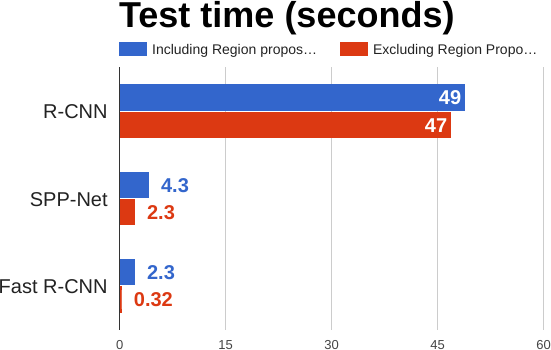 Test time (seconds)
Including Region propos… Excluding Region Propo…
R-CNN 49
47
SPP-Net 4.3
2.3
Fast R-CNN 2.3
0.32
0 15 30 45 60